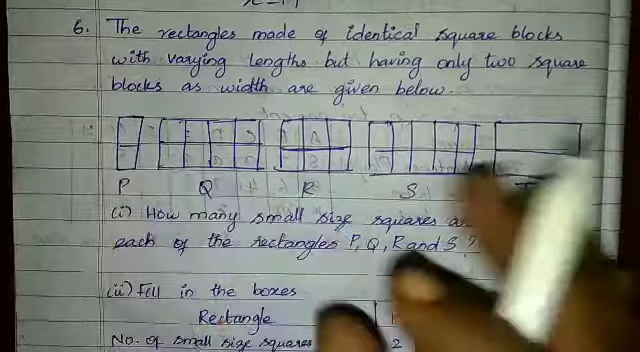 6. The rectangles made of identical square blocks
with varying lengths but having only two square
blocks as width are given below.
P Q R S
(i) How many small size squares
each of the rectangles P, Q, R and S ?
(ii) Fill in the boxes
Rectangle
No. of small size squares 2